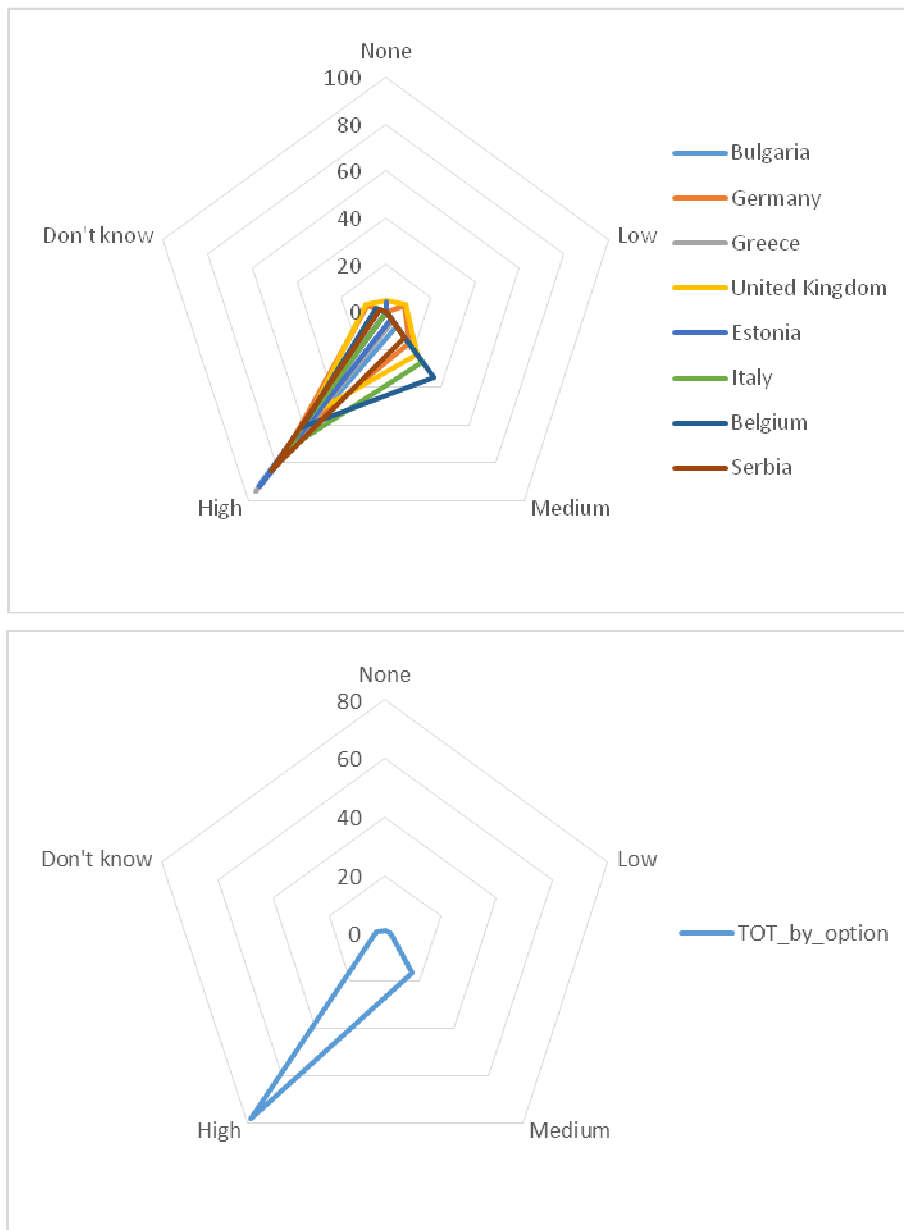 None
100
80
60
40
20
0
Don't know
Low
High
Medium
Bulgaria
Germany
Greece
United Kingdom
Estonia
Italy
Belgium
Serbia
None
80
60
40
20
0
Don't know
Low
High
Medium
TOT_by_option